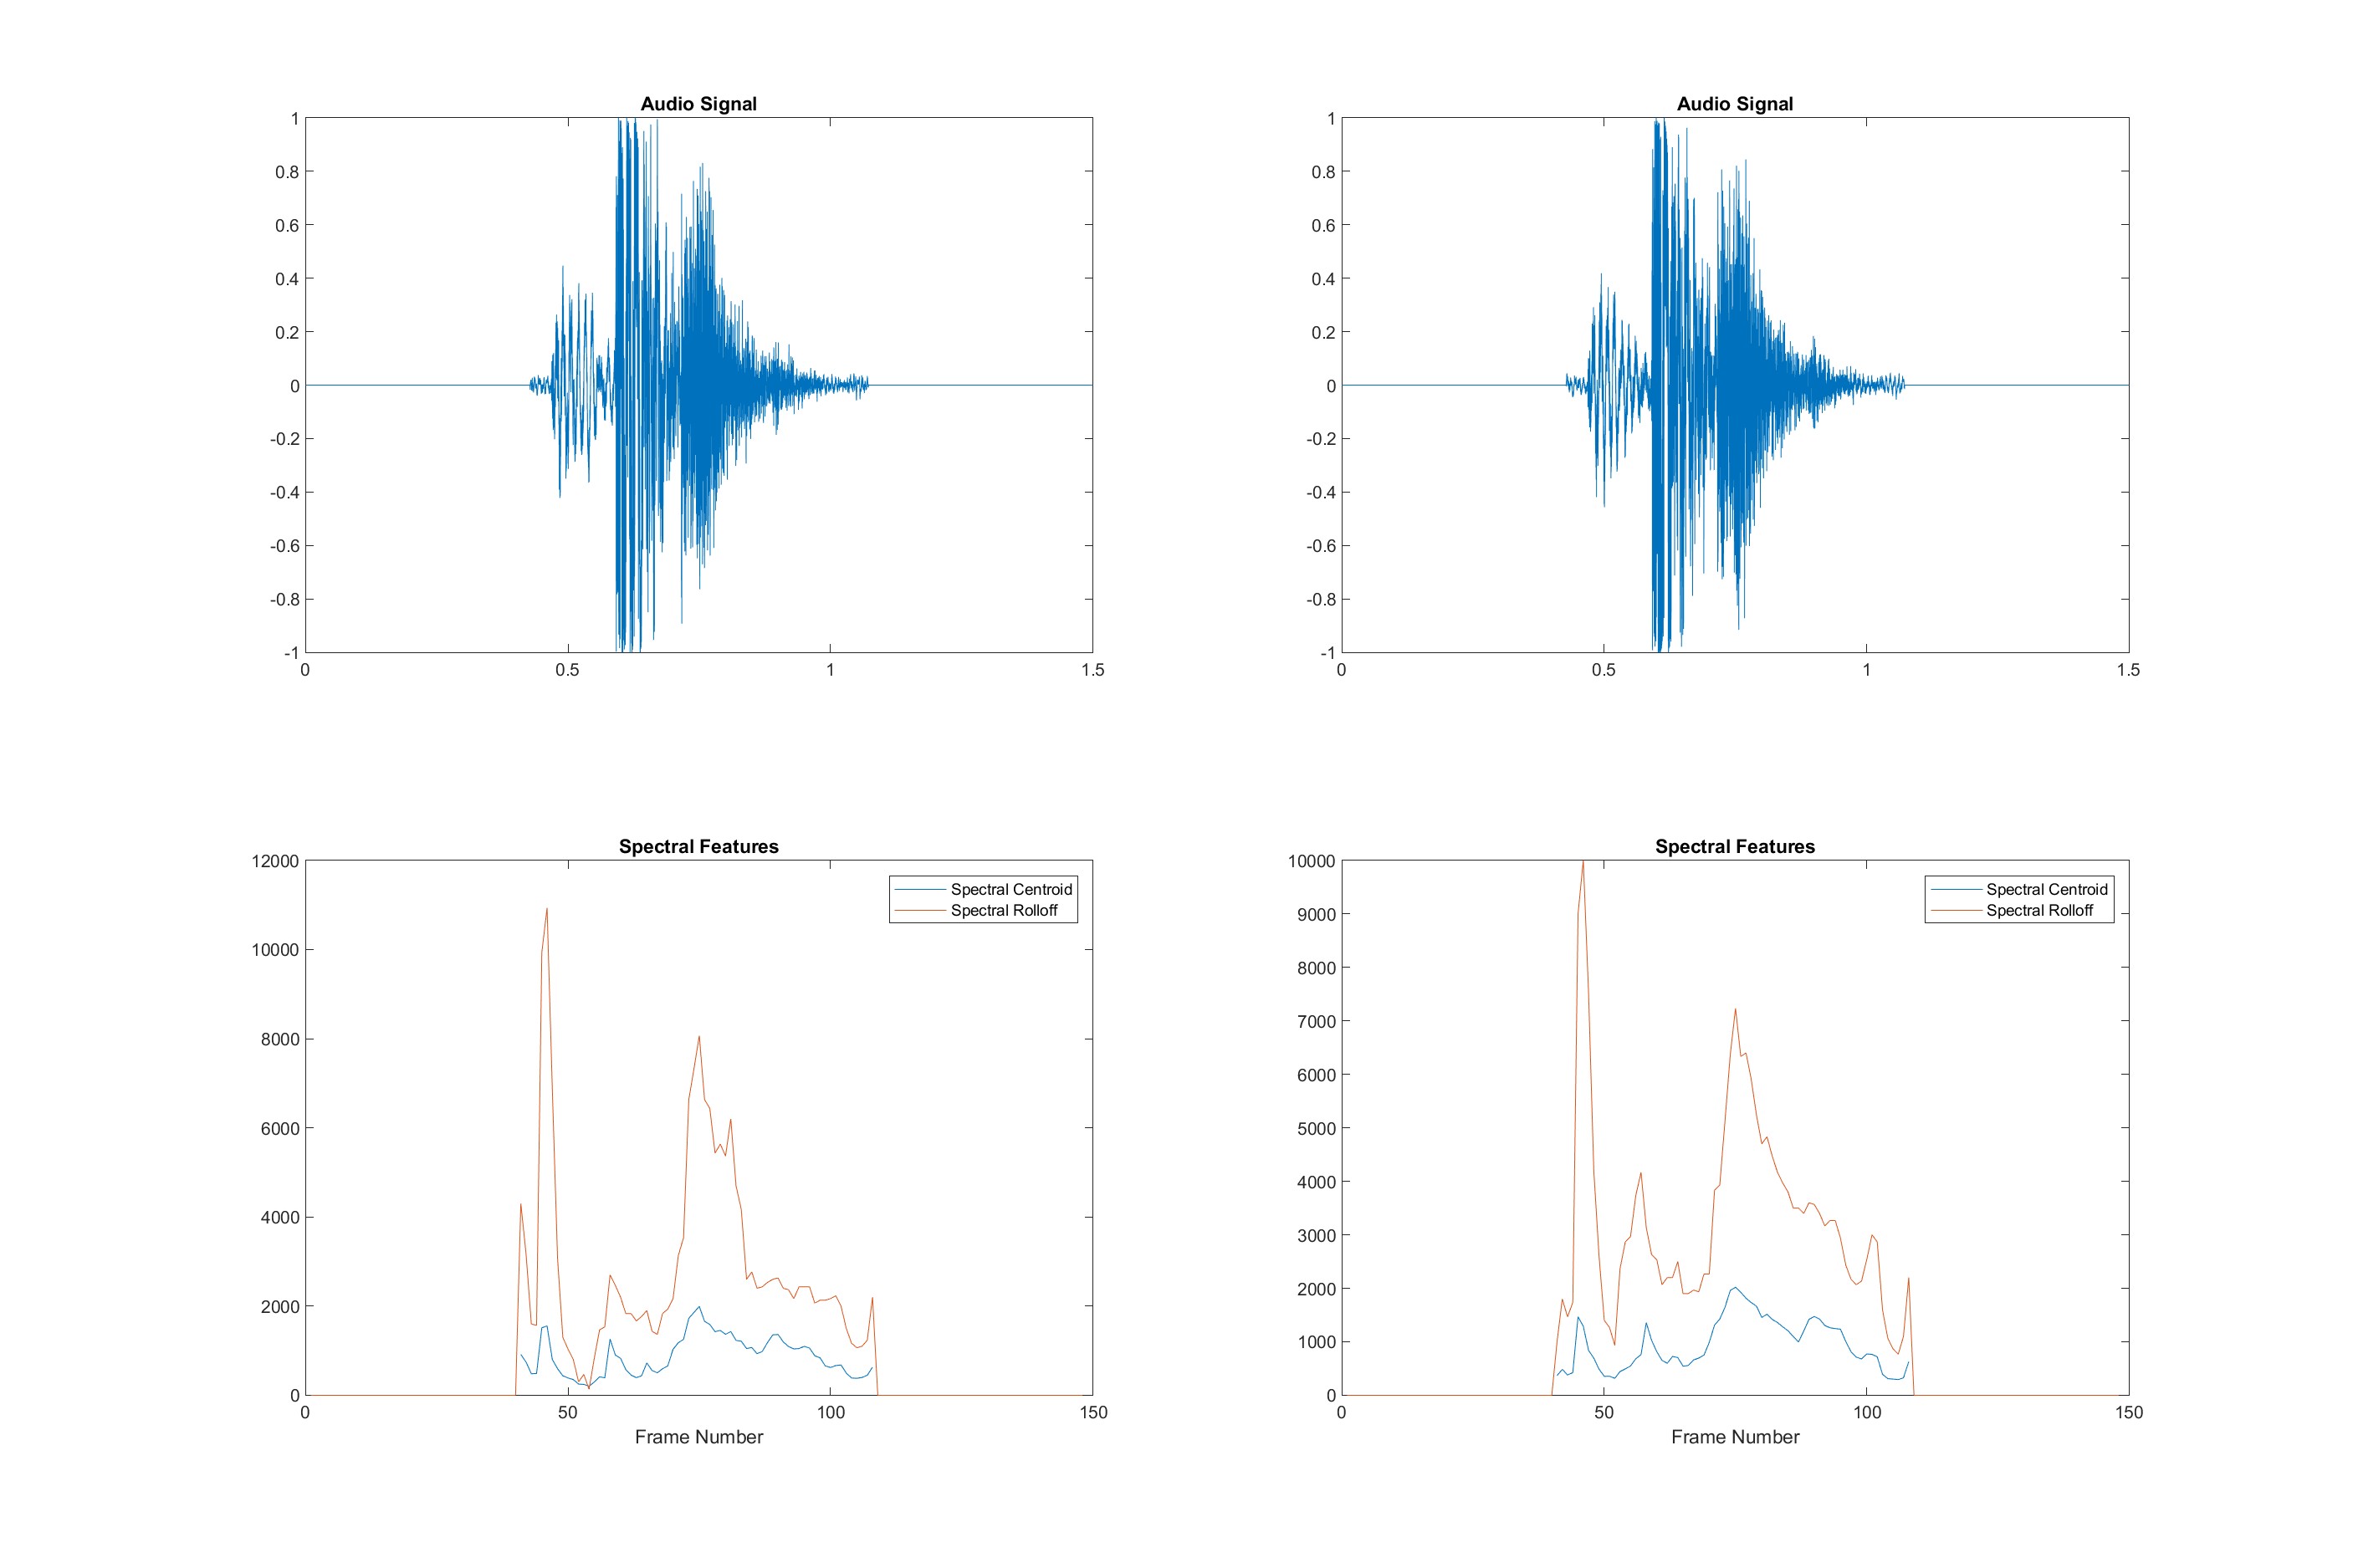 Audio Signal
1
0.8
0.6
0.4
0.2
0
-0.2
-0.4
-0.6
-0.8
-1
0 0.5 1 1.5
Audio Signal
1
0.8
0.6
0.4
0.2
0
-0.2
-0.4
-0.6
-0.8
-1
0 0.5 1 1.5
Spectral Features
12000
10000
8000
6000
4000
2000
0
Spectral Centroid
Spectral Rolloff
0 50 100 150
Frame Number
Spectral Features
10000
9000
8000
7000
6000
5000
4000
3000
2000
1000
0
Spectral Centroid
Spectral Rolloff
0 50 100 150
Frame Number